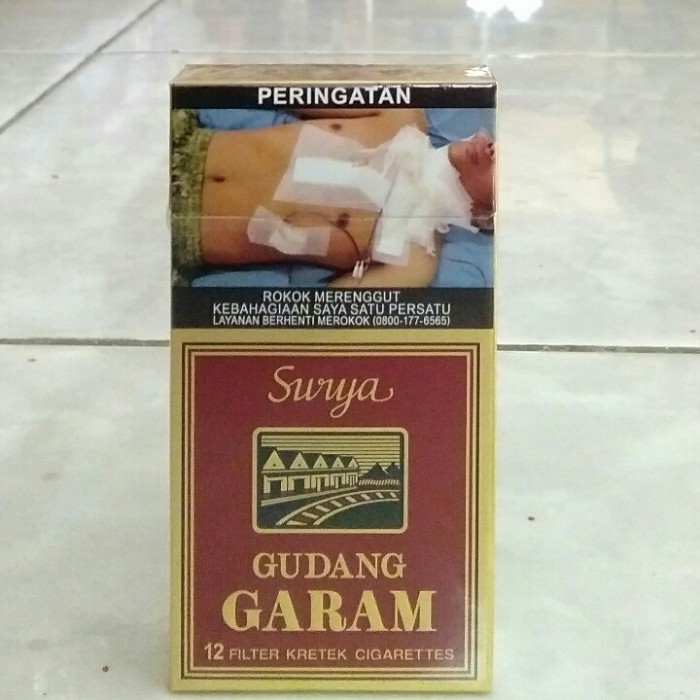 PERINGATAN
ROKOK MERENGGUT
KEBAHAGIAAN SAYA SATU PERSATU
LAYANAN BERHENTI MEROKOK (0800-177-6565)
Surya
GUDANG
GARAM
12 FILTER KRETEK CIGARETTES